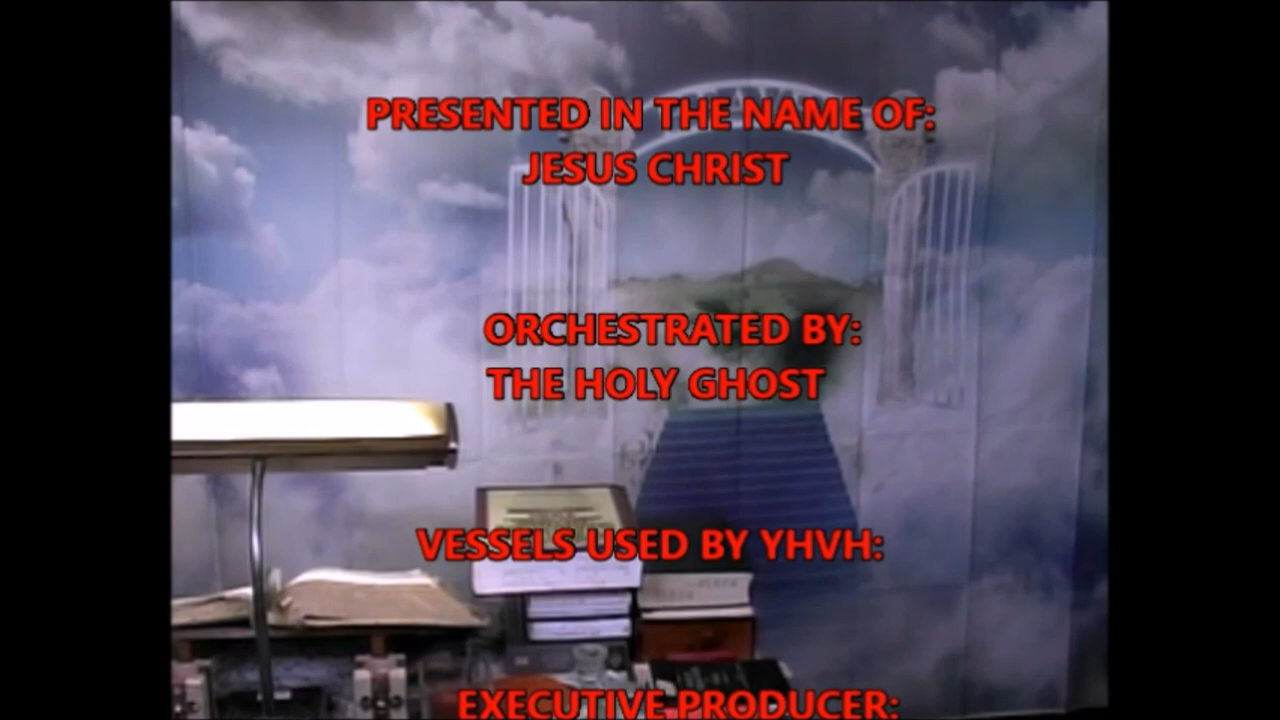 PRESENTED IN THE NAME OF:
JESUS CHRIST
ORCHESTRATED BY:
THE HOLY GHOST
VESSELS USED BY YHVH:
EXECUTIVE PRODUCER: